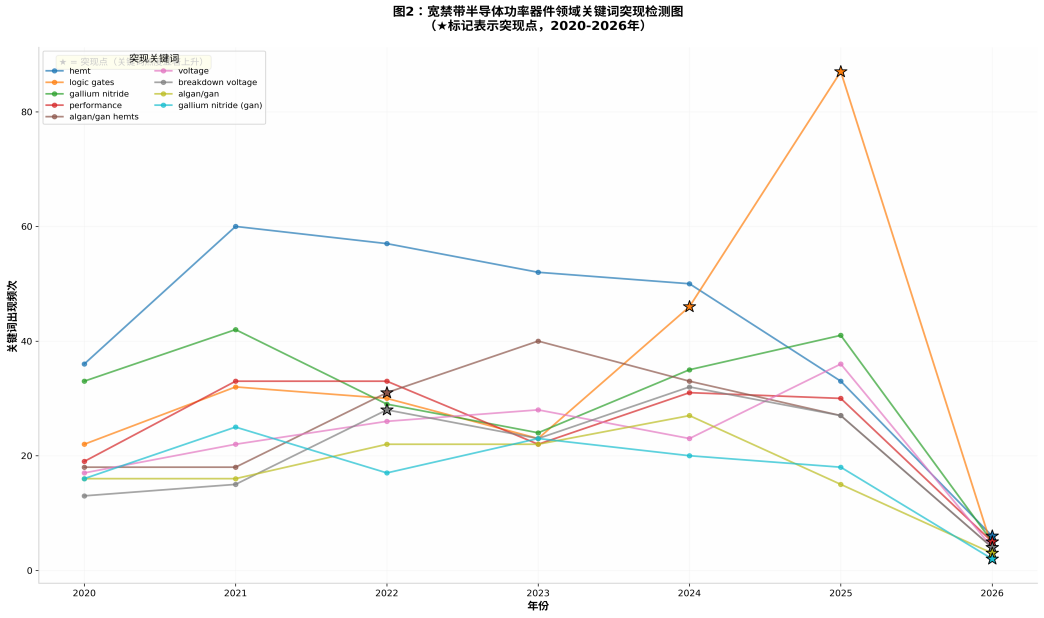 图2：宽禁带半导体功率器件领域关键词突现检测图
（★标记表示突现点，2020-2026年）
突现关键词
hemt
logic gates
gallium nitride
performance
algan/gan hemts
voltage
breakdown voltage
algan/gan
gallium nitride (gan)
关键词出现频次
80
60
40
20
0
2020 2021 2022 2023 2024 2025 2026
年份